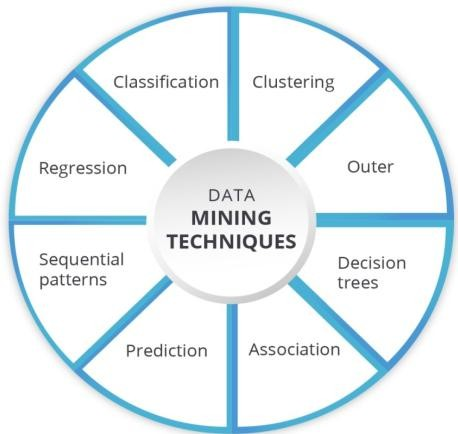 Classification
Clustering
Regression
Outer
DATA
MINING
TECHNIQUES
Sequential
patterns
Decision
trees
Prediction
Association